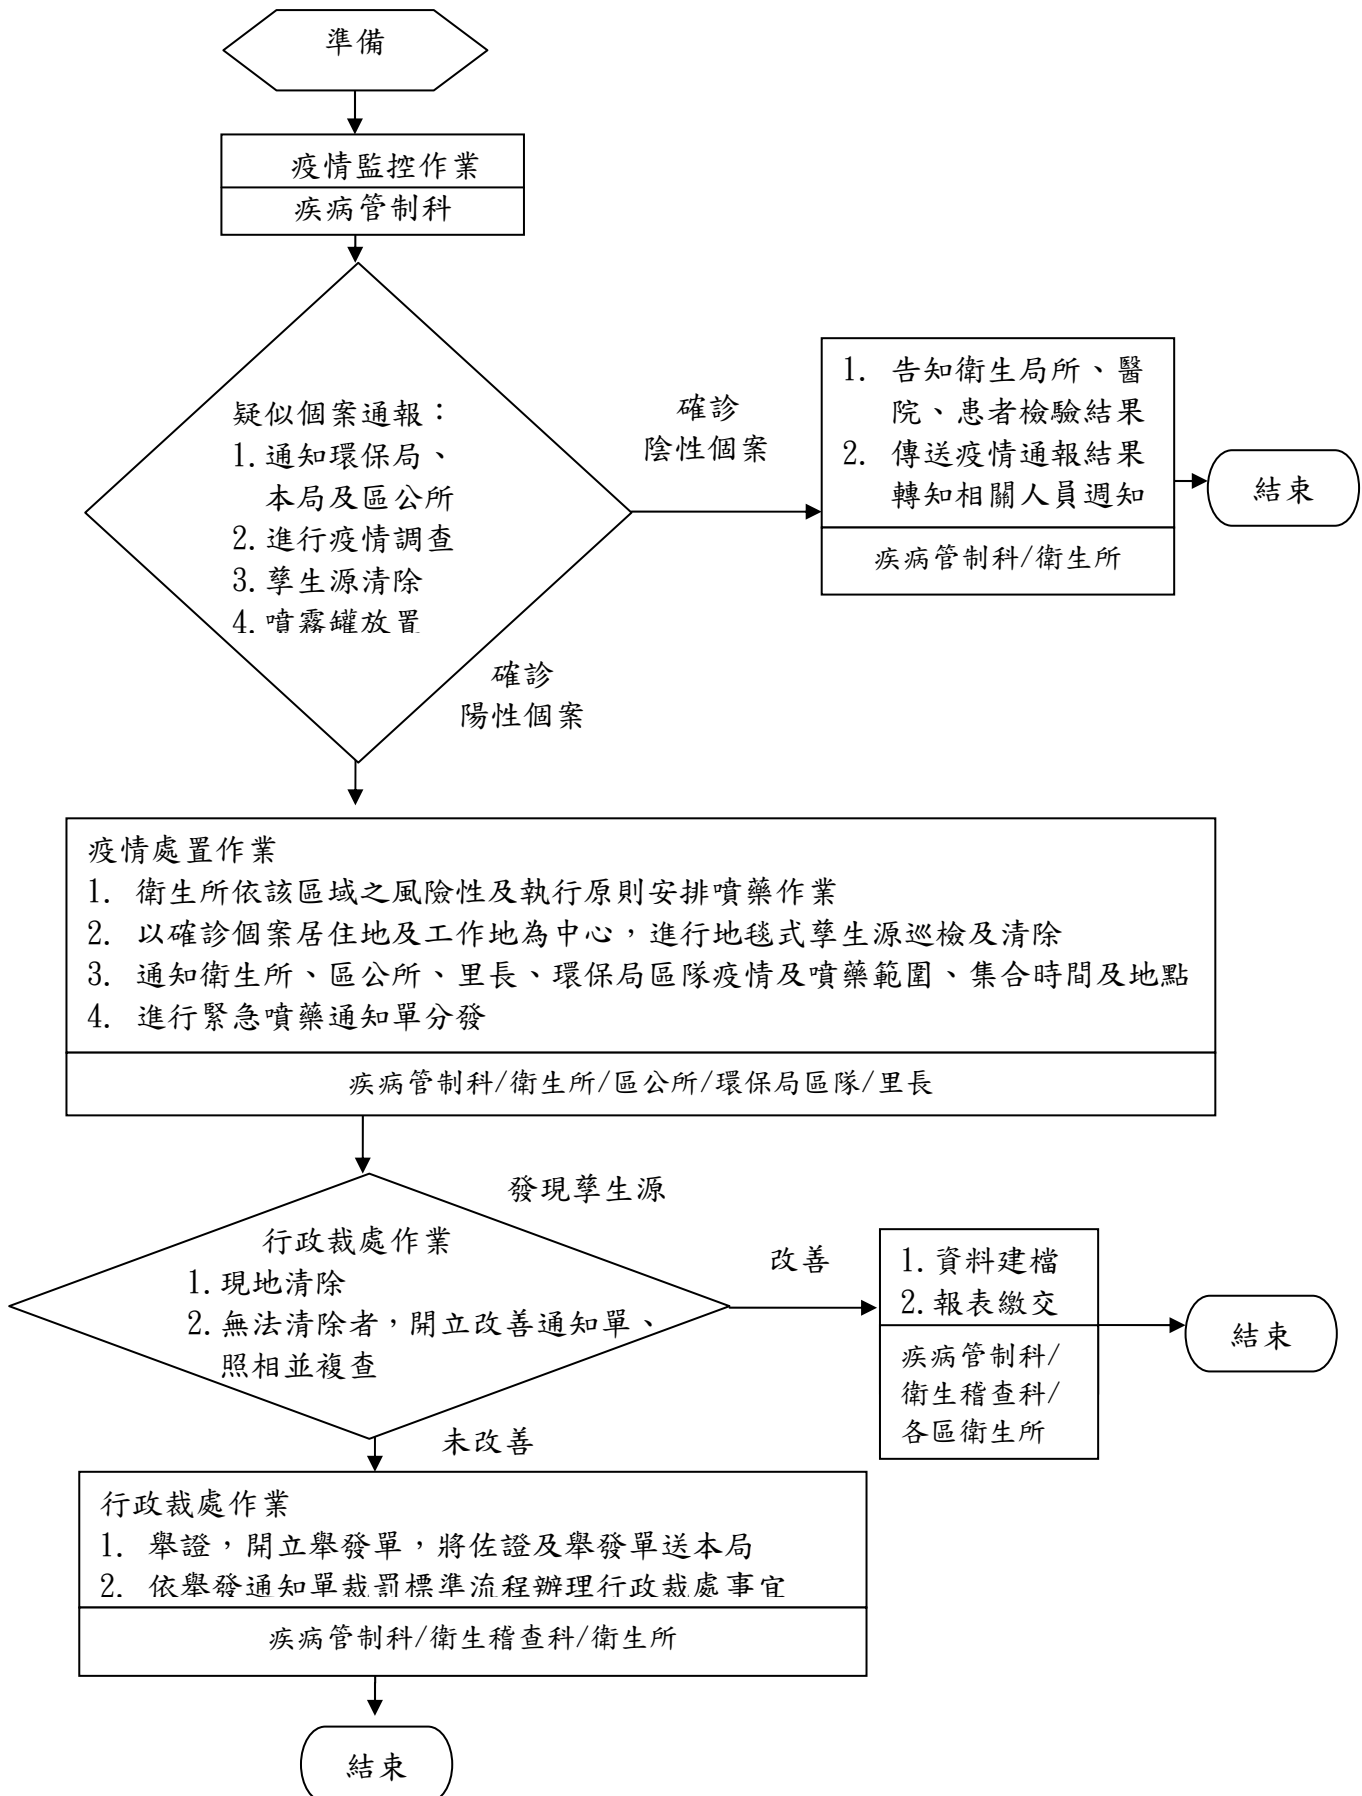 準備
疫情監控作業
疾病管制科
疑似個案通報：
1.通知環保局、
本局及區公所
2.進行疫情調查
3.孳生源清除
4.噴霧罐放置
確診
陰性個案
1. 告知衛生局所、醫
院、患者檢驗結果
2. 傳送疫情通報結果
轉知相關人員週知
疾病管制科/衛生所
結束
確診
陽性個案
疫情處置作業
1. 衛生所依該區域之風險性及執行原則安排噴藥作業
2. 以確診個案居住地及工作地為中心，進行地毯式孳生源巡檢及清除
3. 通知衛生所、區公所、里長、環保局區隊疫情及噴藥範圍、集合時間及地點
4. 進行緊急噴藥通知單分發
疾病管制科/衛生所/區公所/環保局區隊/里長
發現孳生源
行政裁處作業
1.現地清除
2.無法清除者，開立改善通知單、
照相並複查
改善
1.資料建檔
2.報表繳交
疾病管制科/
衛生稽查科/
各區衛生所
結束
未改善
行政裁處作業
1. 舉證，開立舉發單，將佐證及舉發單送本局
2. 依舉發通知單裁罰標準流程辦理行政裁處事宜
疾病管制科/衛生稽查科/衛生所
結束